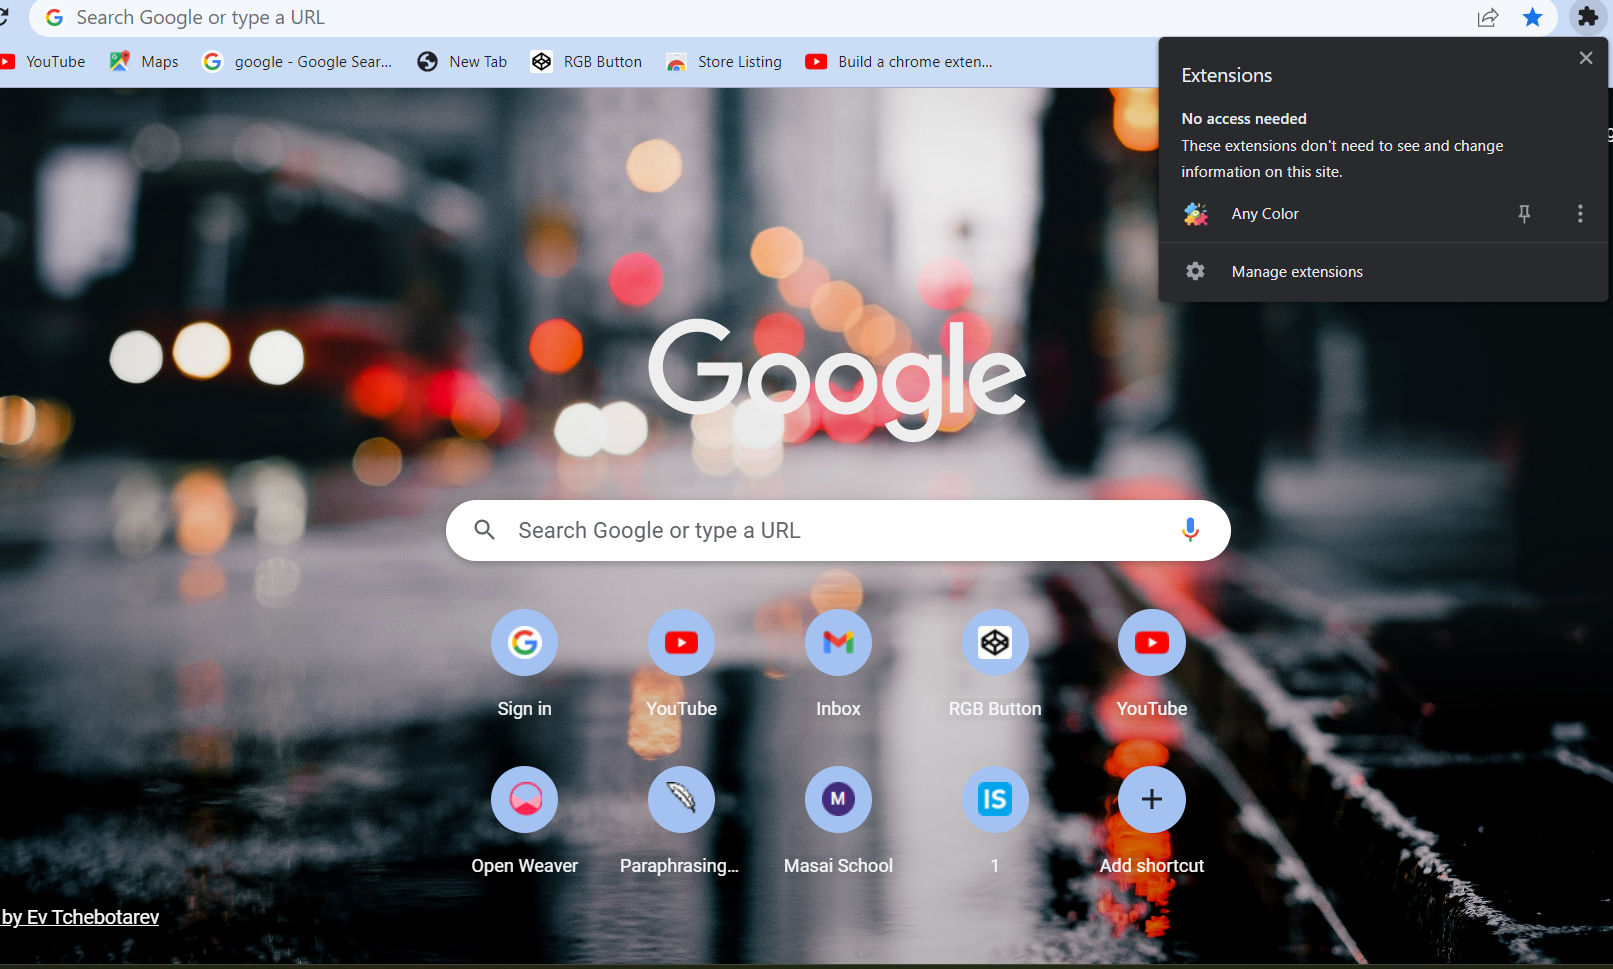 Search Google or type a URL
YouTube
Maps
google - Google Sear...
New Tab
RGB Button
Store Listing
Build a chrome exten...
Extensions
No access needed
These extensions don't need to see and change
information on this site.
Any Color
Manage extensions
Google
Search Google or type a URL
Sign in
YouTube
Inbox
RGB Button
YouTube
M
IS
Open Weaver
Paraphrasing...
Masai School
1
Add shortcut
by Ev Tchebotarev